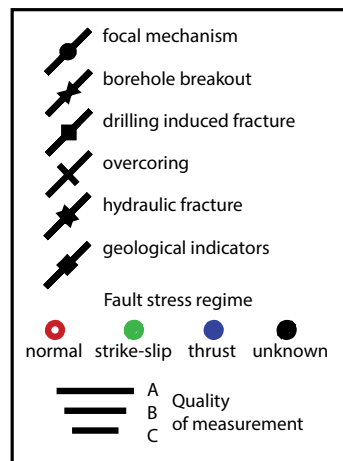 focal mechanism
borehole breakout
drilling induced fracture
overcoring
hydraulic fracture
geological indicators
Fault stress regime
normal strike-slip thrust unknown
A
B
C
Quality
of measurement